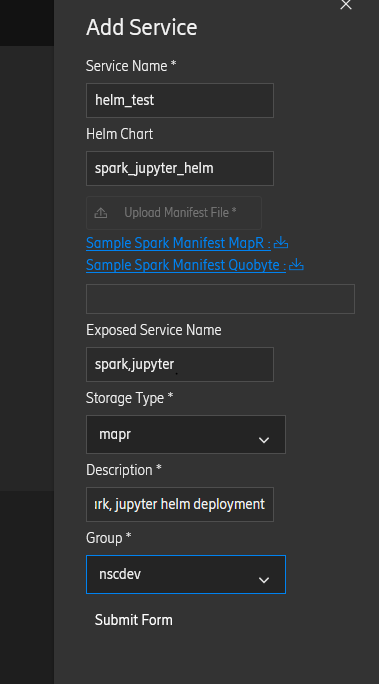 Add Service
Service Name *
helm_test
Helm Chart
spark_jupyter_helm
Upload Manifest File *
Sample Spark Manifest MapR :
Sample Spark Manifest Quobyte :
Exposed Service Name
spark,jupyter
Storage Type *
mapr
Description *
rk, jupyter helm deployment
Group *
nscdev
Submit Form